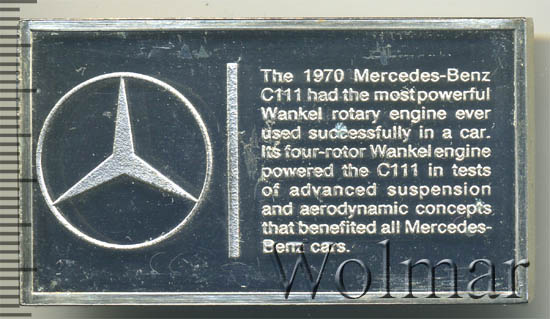 The 1970 Mercedes-Benz
C111 had the most powerful
Wankel rotary engine ever
used successfully in a car.
Its four-rotor Wankel engine
powered the C111 in tests
of advanced suspension
and aerodynamic concepts
that benefited all Mercedes-
Benz cars.
Wolmar